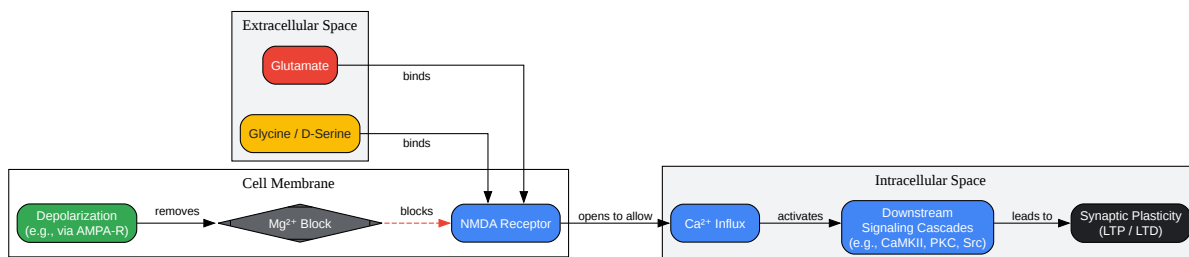 Extracellular Space
Glutamate
binds
Glycine / D-Serine
binds
Cell Membrane
Depolarization
(e.g., via AMPA-R)
removes
Mg²⁺ Block
blocks
NMDA Receptor
opens to allow
Intracellular Space
Ca²⁺ Influx
activates
Downstream
Signaling Cascades
(e.g., CaMKII, PKC, Src)
leads to
Synaptic Plasticity
(LTP / LTD)